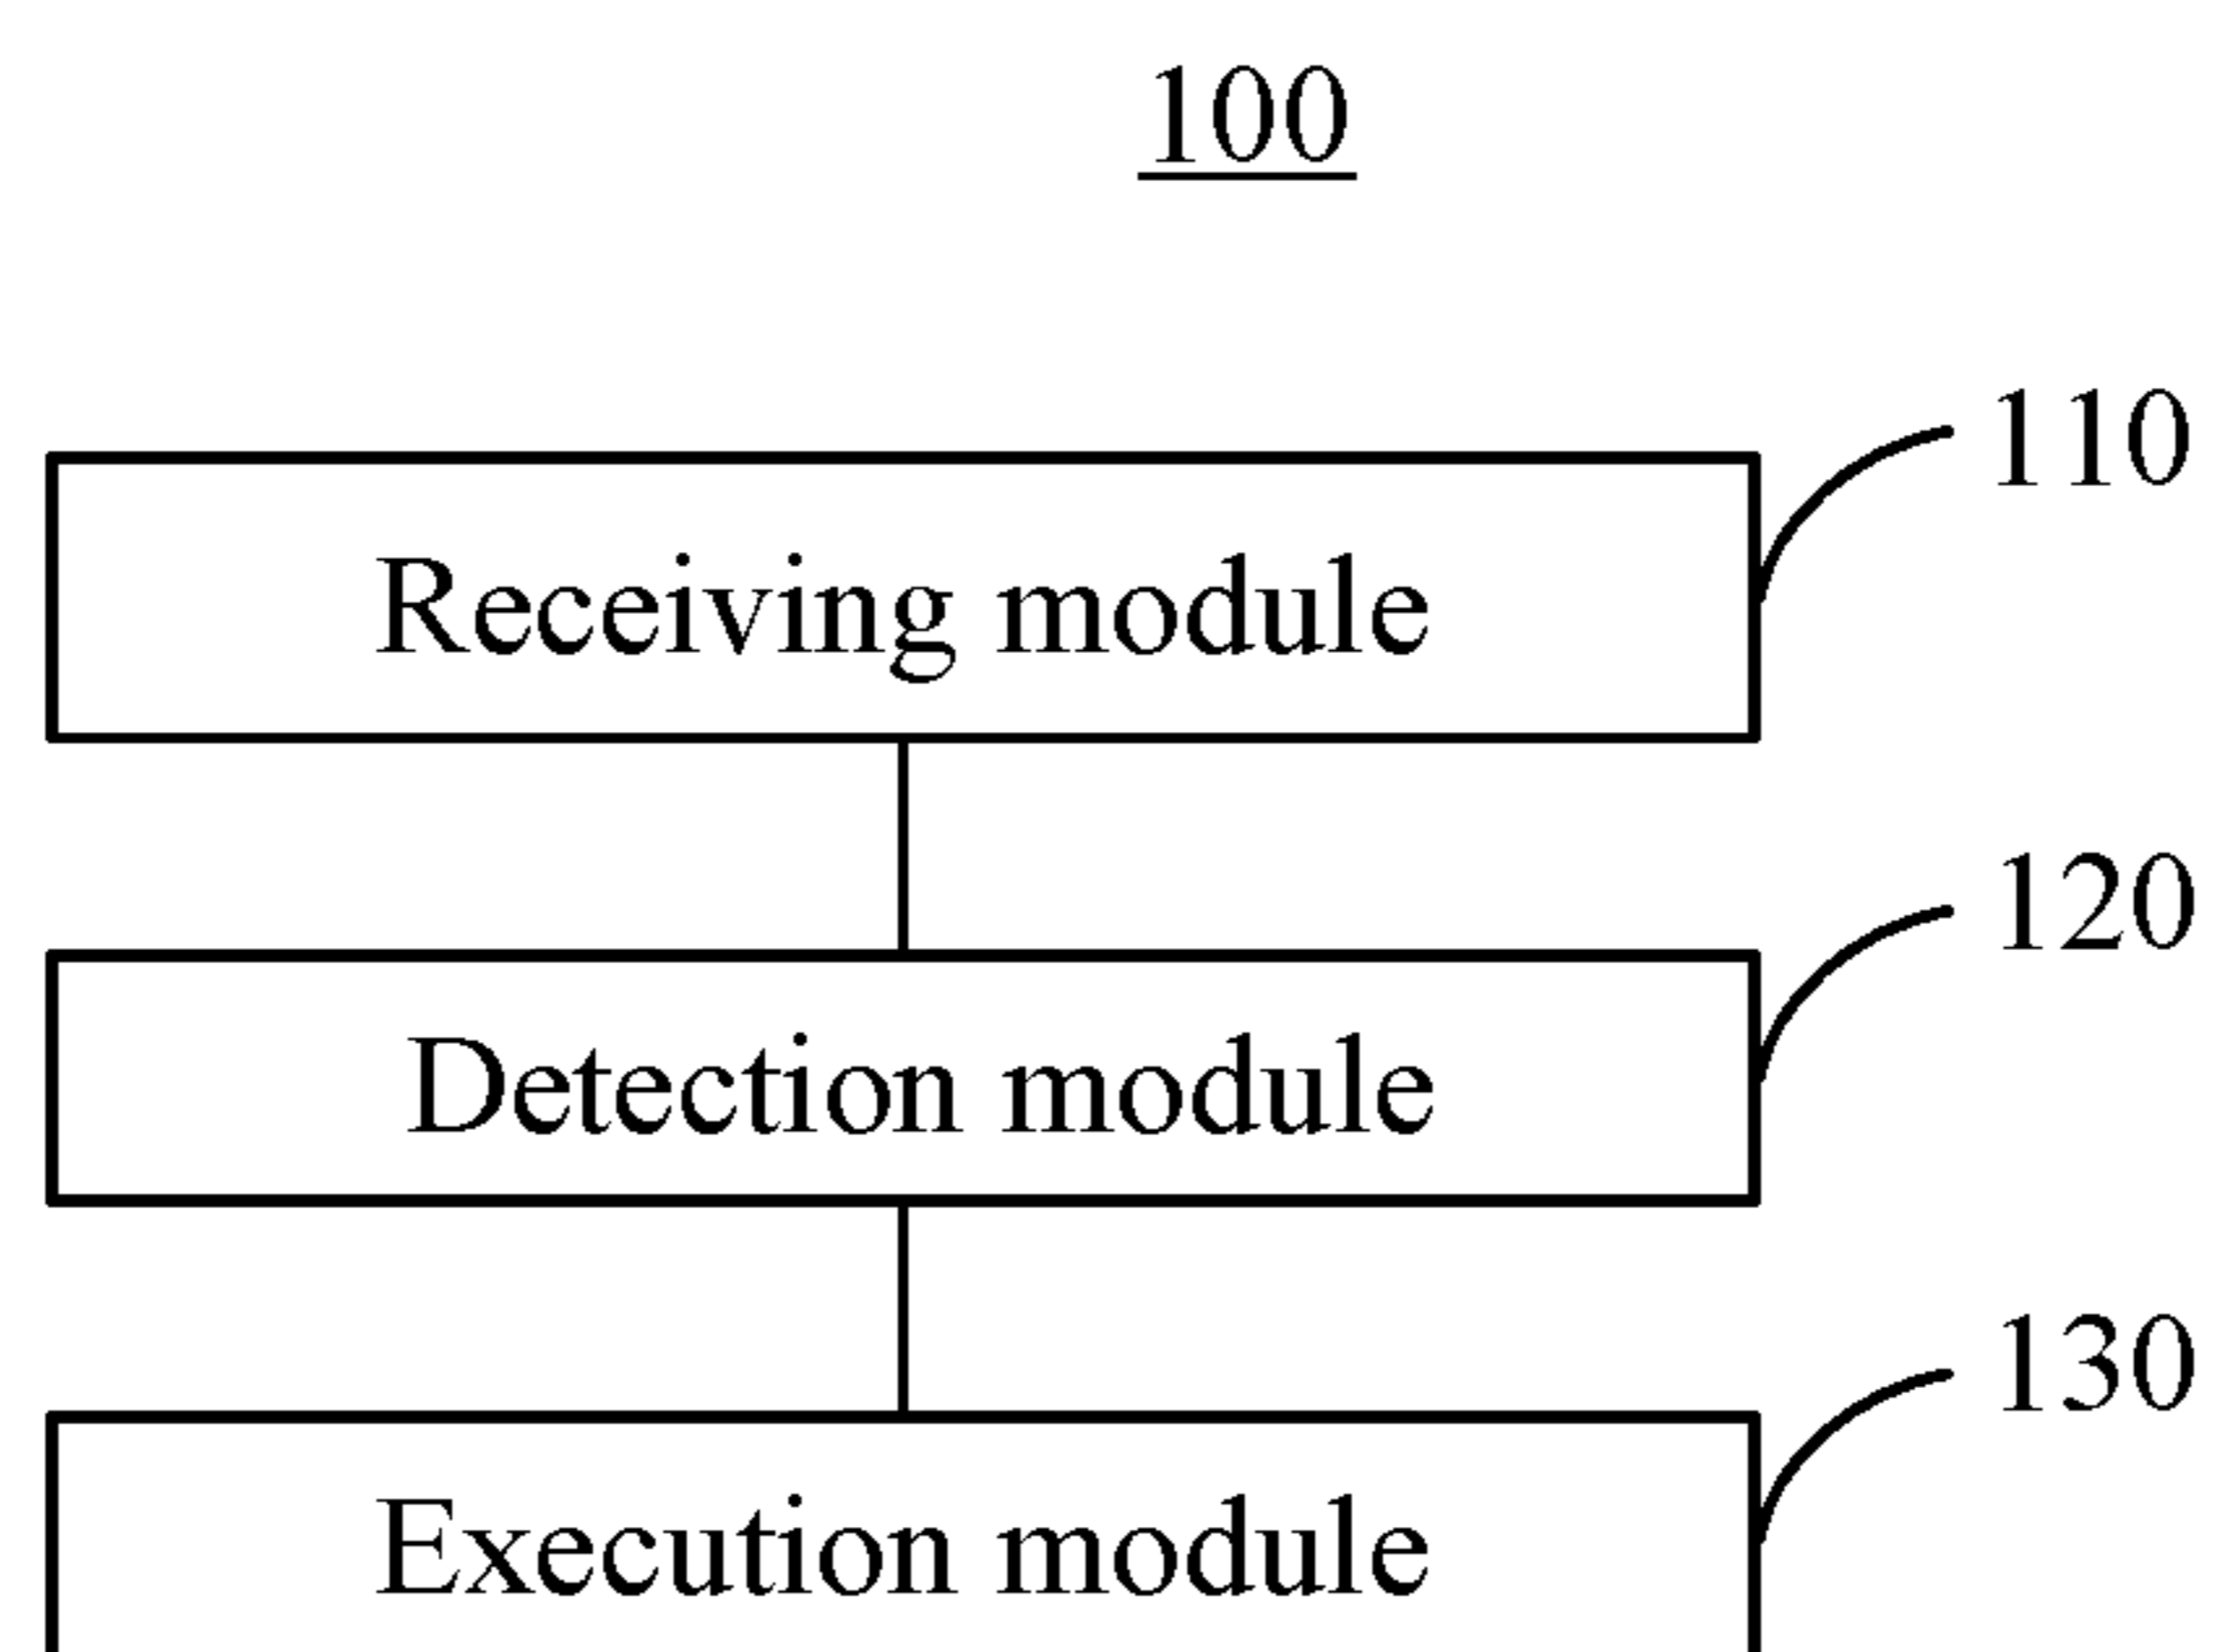 100
110
Receiving module
120
Detection module
130
Execution module